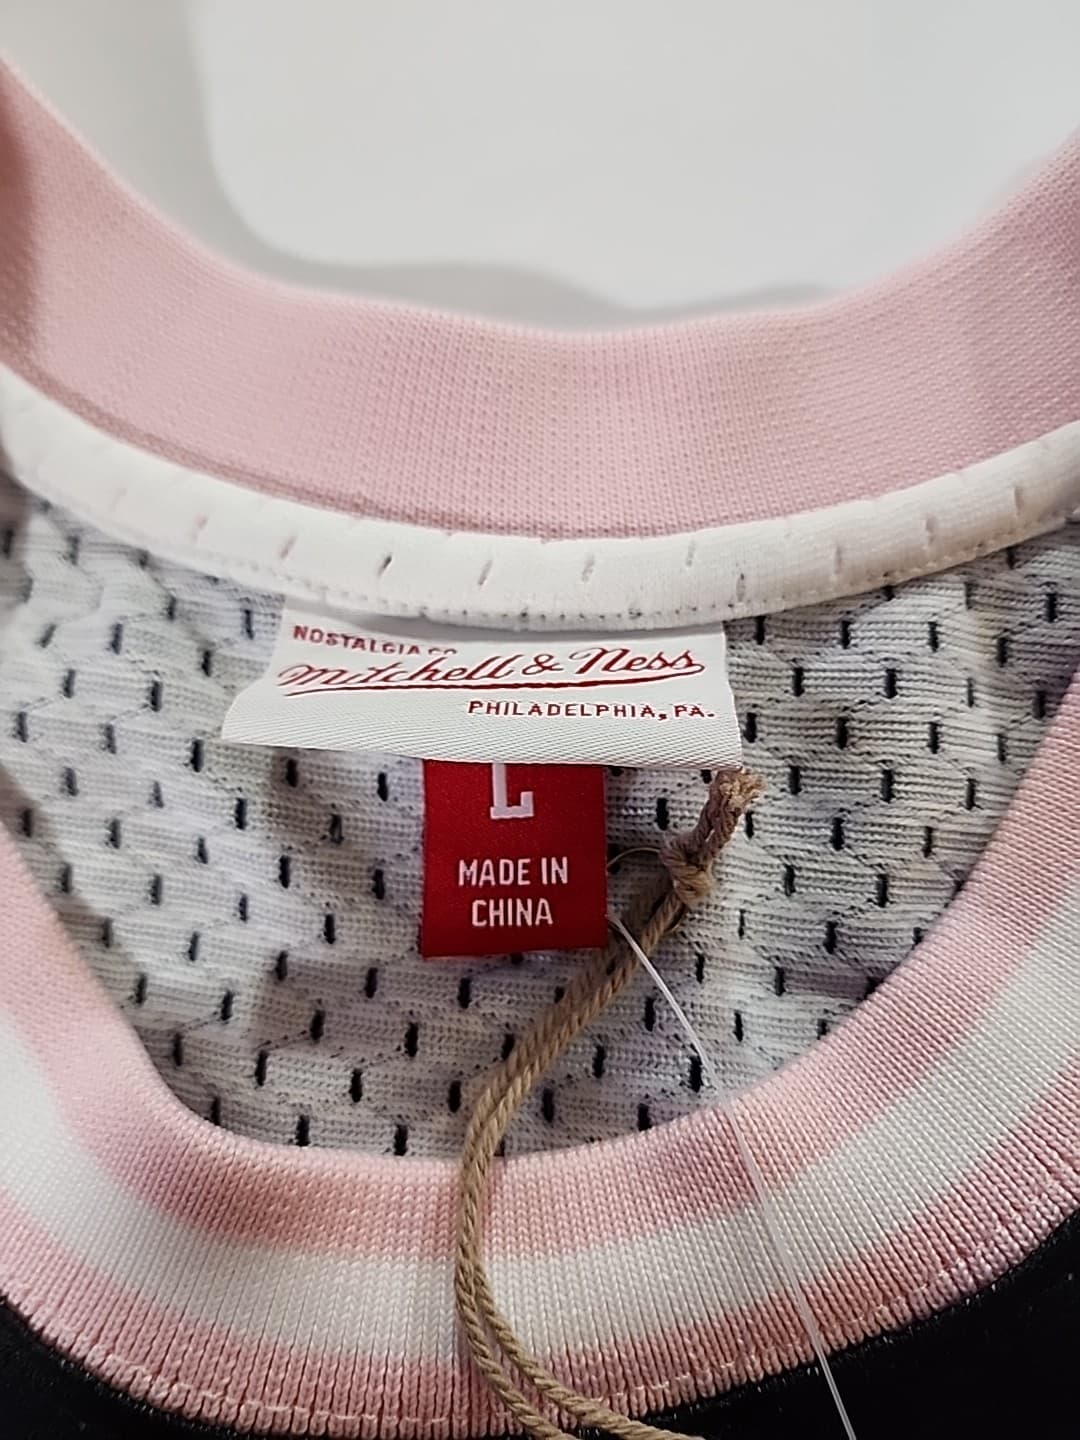 NOSTALGIA CO.
Mitchell & Ness
PHILADELPHIA, PA.
L
MADE IN
CHINA